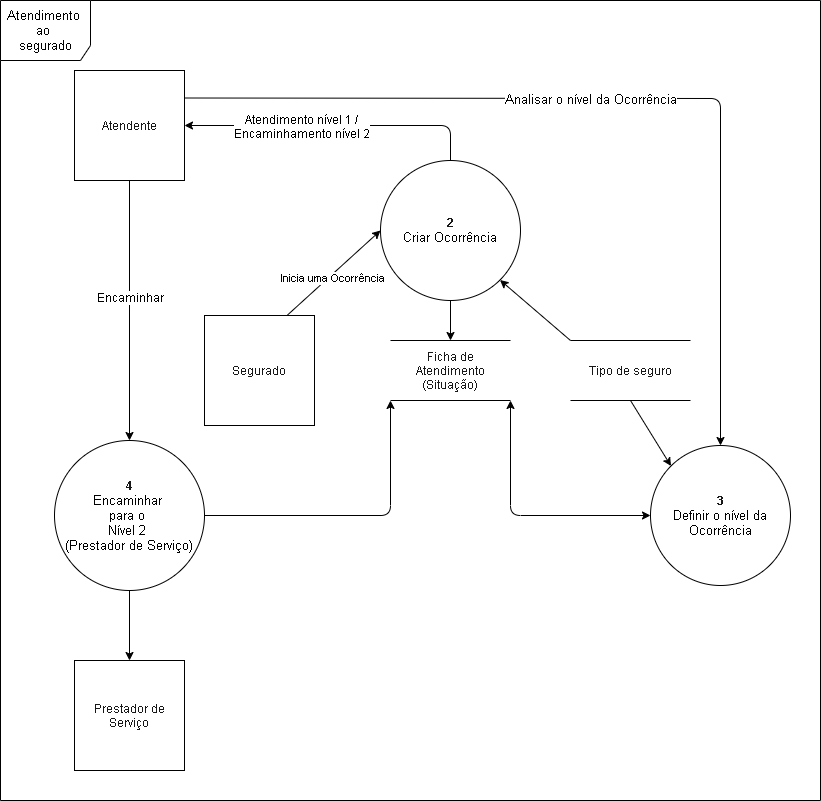 Atendimento
ao
segurado
Analisar o nível da Ocorrência
Atendente
Atendimento nível 1 /
Encaminhamento nível 2
2
Criar Ocorrência
Inicia uma Ocorrência
Encaminhar
Segurado
Ficha de
Atendimento
(Situação)
Tipo de seguro
4
Encaminhar
para o
Nível 2
(Prestador de Serviço)
3
Definir o nível da
Ocorrência
Prestador de
Serviço